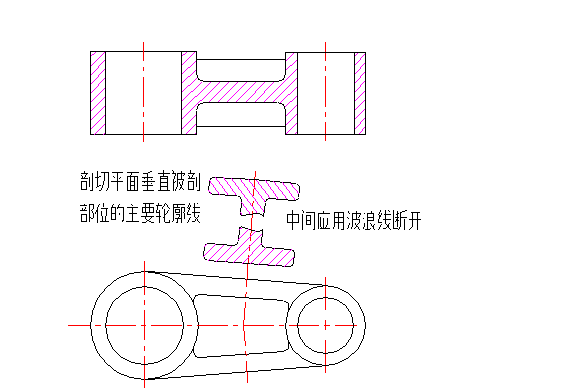 剖切平面垂直被剖
部位的主要轮廓线
中间应用波浪线断开